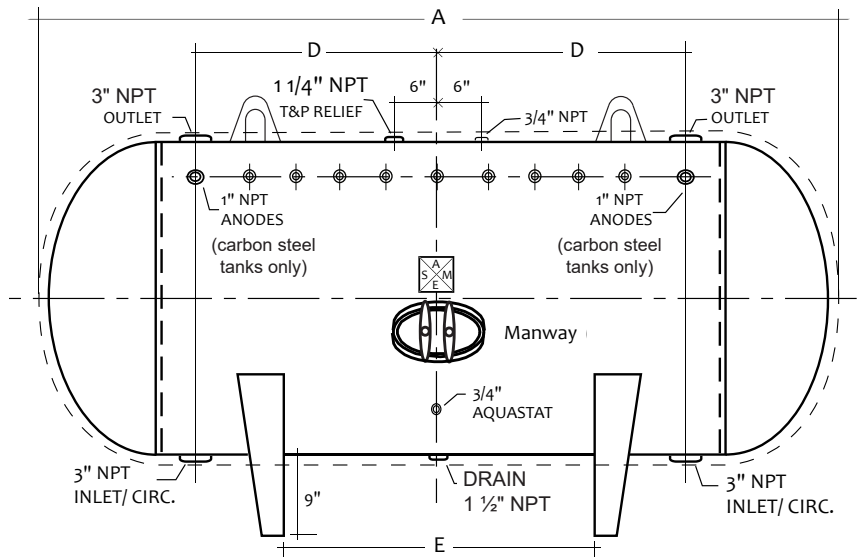 A
D
D
6"
6"
1 1/4" NPT
T&P RELIEF
3" NPT
OUTLET
3/4" NPT
3" NPT
OUTLET
1" NPT
ANODES
(carbon steel
tanks only)
1" NPT
ANODES
(carbon steel
tanks only)
A
S M
E
Manway
3/4"
AQUASTAT
3" NPT
INLET/ CIRC.
9"
DRAIN
1 ½" NPT
3" NPT
INLET/ CIRC.
E